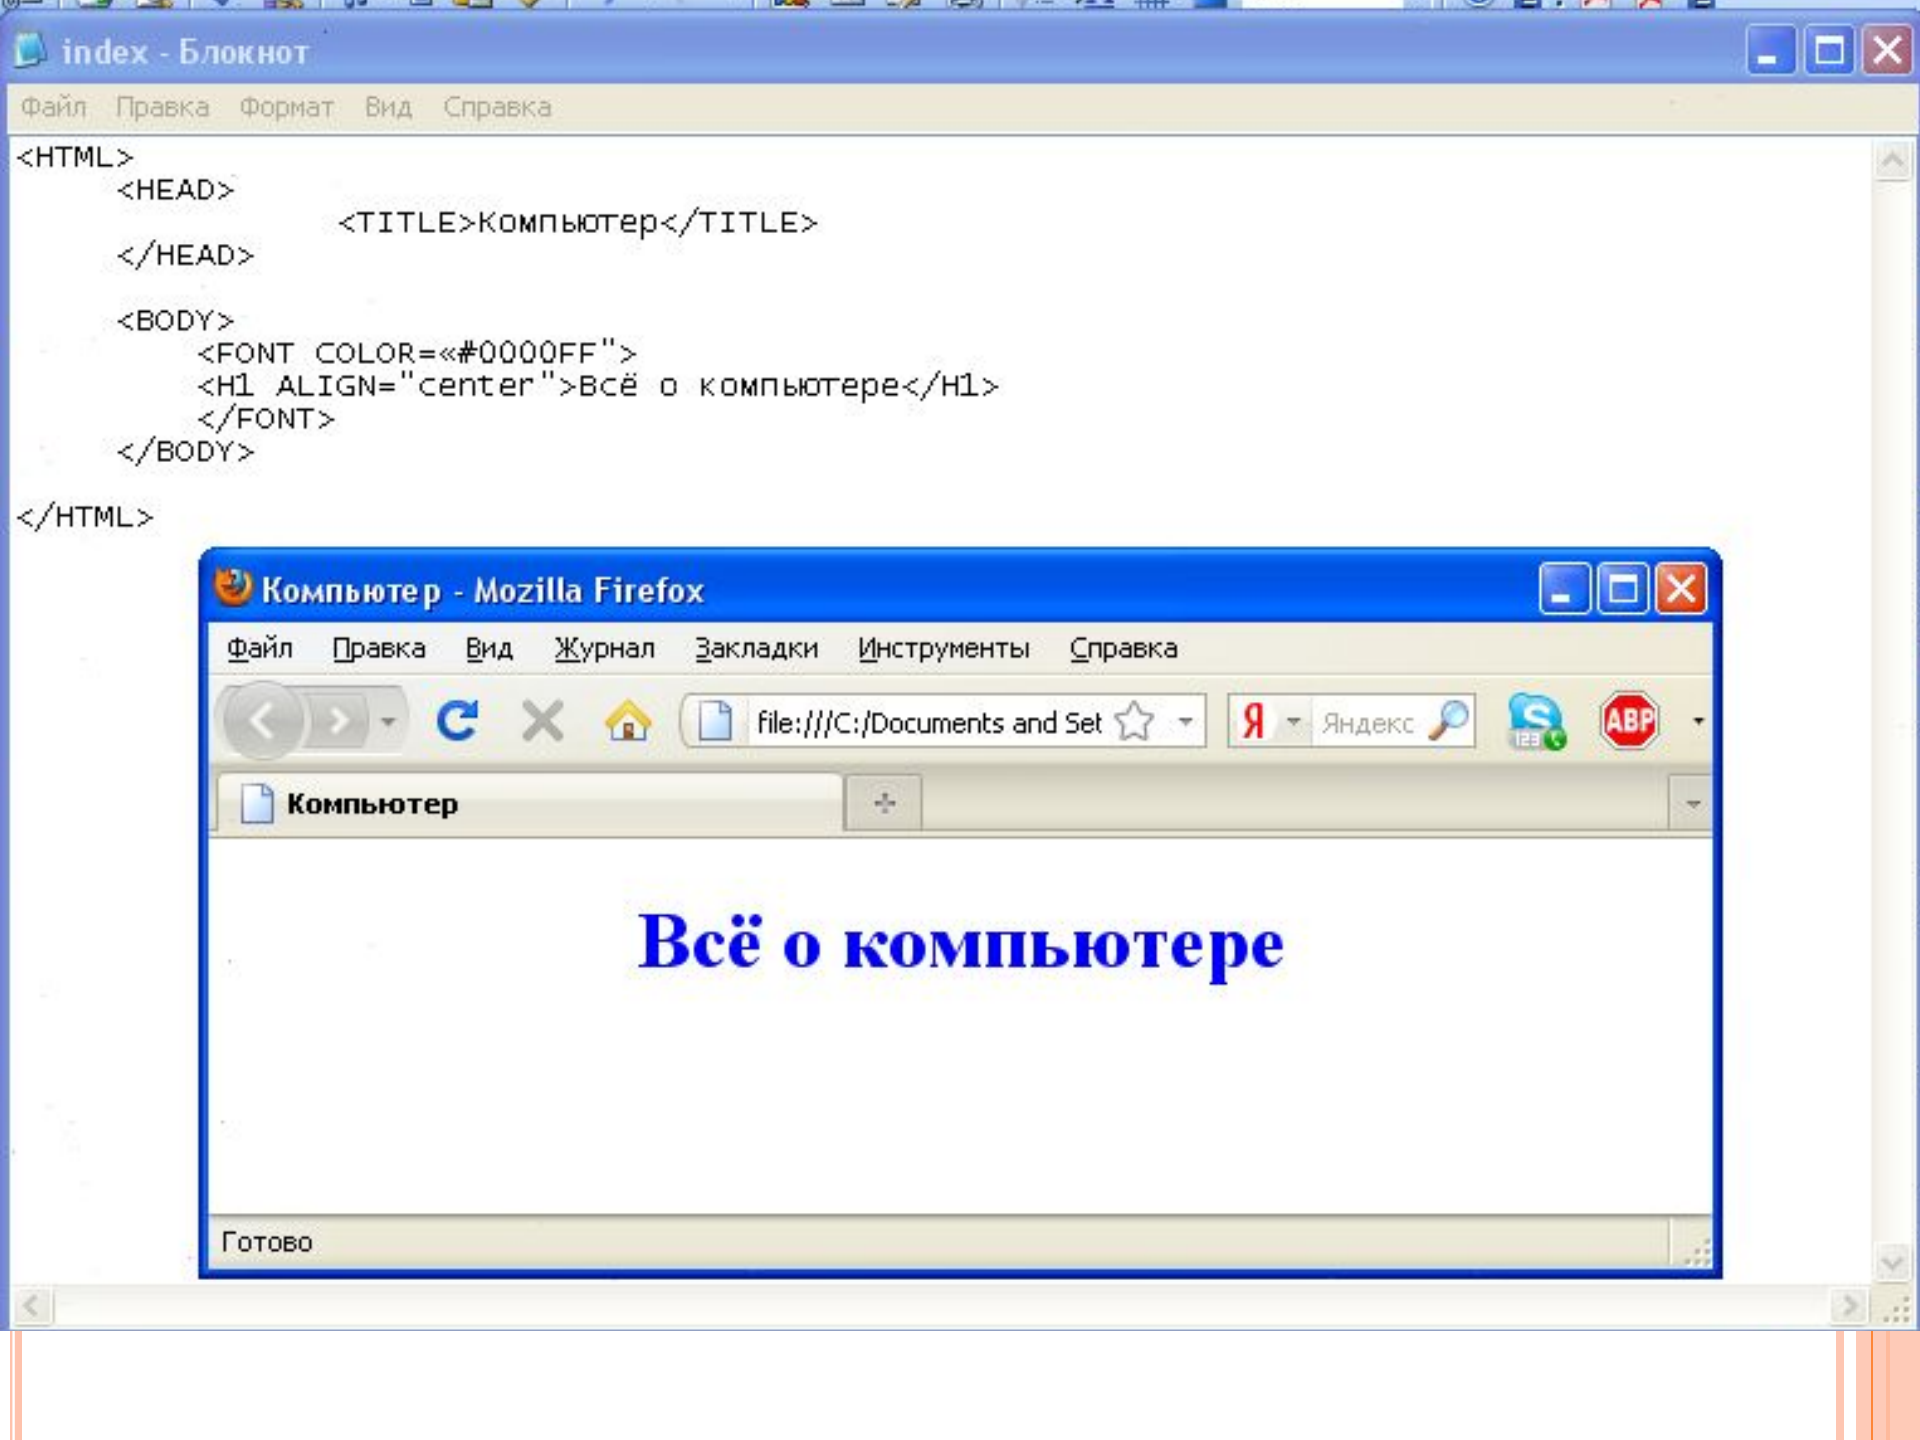 index - Блокнот
Файл Правка Формат Вид Справка
<HTML>
<HEAD>
<TITLE>Компьютер</TITLE>
</HEAD>
<BODY>
<FONT COLOR=«#0000FF">
<H1 ALIGN="center">Всё о компьютере</H1>
</FONT>
</BODY>
</HTML>
Компьютер - Mozilla Firefox
Файл Правка Вид Журнал Закладки Инструменты Справка
file:///C:/Documents and Set Я Яндекс S 123 ABP
Компьютер
Всё о компьютере
Готово